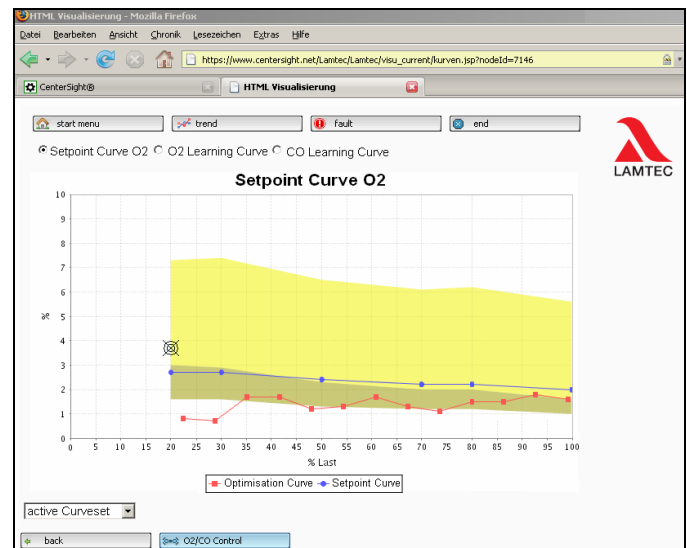 HTML Visualisierung - Mozilla Firefox
Datei Bearbeiten Ansicht Chronik Lesezeichen Extras Hilfe
https://www.centersight.net/Lamtec/Lamtec/visu_current/kurven.jsp?nodeId=7146
CenterSight® HTML Visualisierung
start menu trend fault end
LAMTEC
Setpoint Curve O2 O2 Learning Curve CO Learning Curve
Setpoint Curve O2
10
9
8
7
6
%
5
4
3
2
1
0
0 5 10 15 20 25 30 35 40 45 50 55 60 65 70 75 80 85 90 95 100
% Last
Optimisation Curve Setpoint Curve
active Curveset
back O2/CO Control